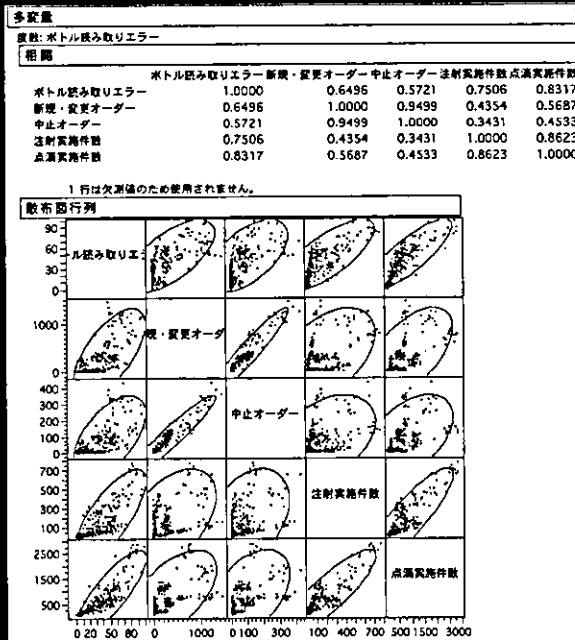 多変量
度数: ボトル読み取りエラー
相関
ボトル読み取りエラー 新規・変更オーダー 中止オーダー 注射実施件数 点滴実施件数
ボトル読み取りエラー 1.0000 0.6496 0.5721 0.7506 0.8317
新規・変更オーダー 0.6496 1.0000 0.9499 0.4354 0.5687
中止オーダー 0.5721 0.9499 1.0000 0.3431 0.4533
注射実施件数 0.7506 0.4354 0.3431 1.0000 0.8623
点滴実施件数 0.8317 0.5687 0.4533 0.8623 1.0000
1 行は欠測値のため使用されません。
散布図行列
90
60
30
0
ル読み取りエラ
1000
0
規・変更オーダ
400
300
200
100
0
中止オーダー
700
500
300
100
注射実施件数
2500
1500
500
点滴実施件数
0 20 50 80 0 1000 0 100 300 100 400 700 500 1500 3000